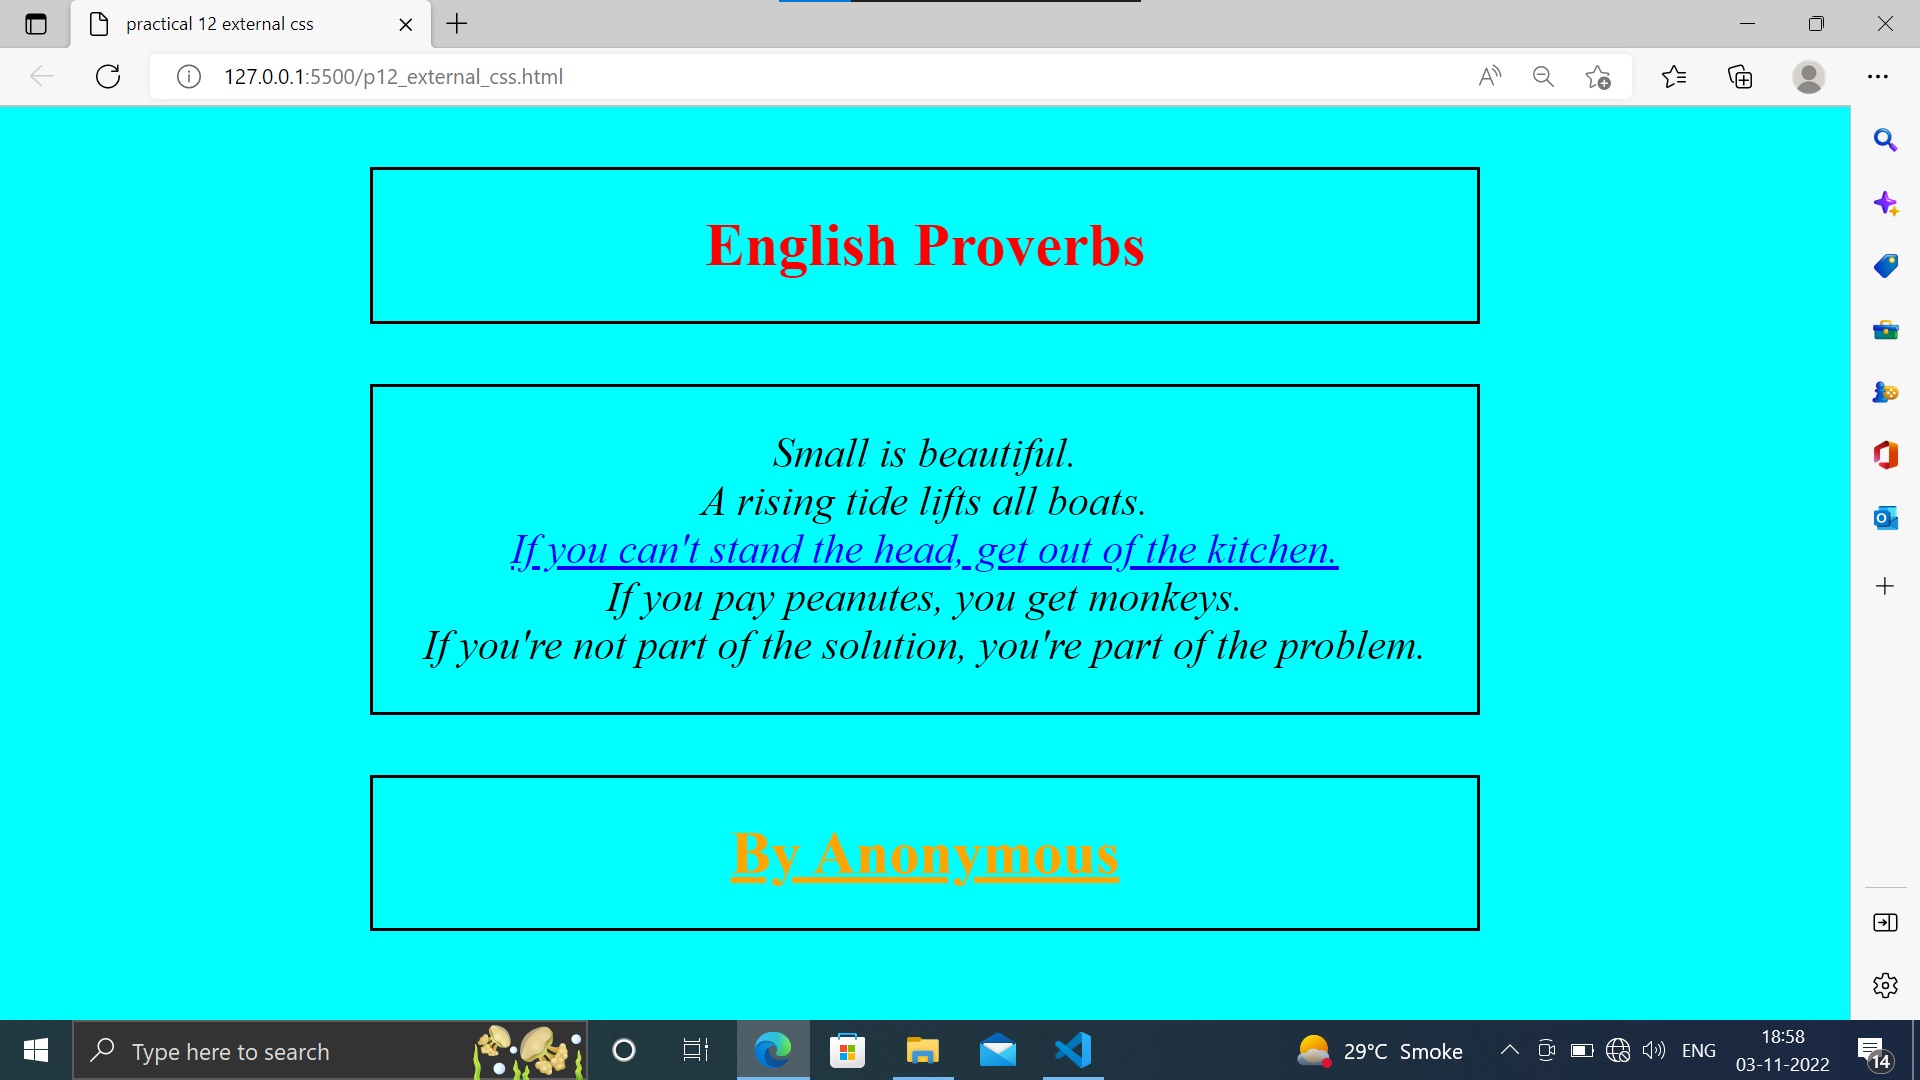 practical 12 external css
127.0.0.1:5500/p12_external_css.html
English Proverbs
Small is beautiful.
A rising tide lifts all boats.
If you can't stand the head, get out of the kitchen.
If you pay peanutes, you get monkeys.
If you're not part of the solution, you're part of the problem.
By Anonymous
Type here to search
29°C Smoke
ENG
18:58
03-11-2022
14